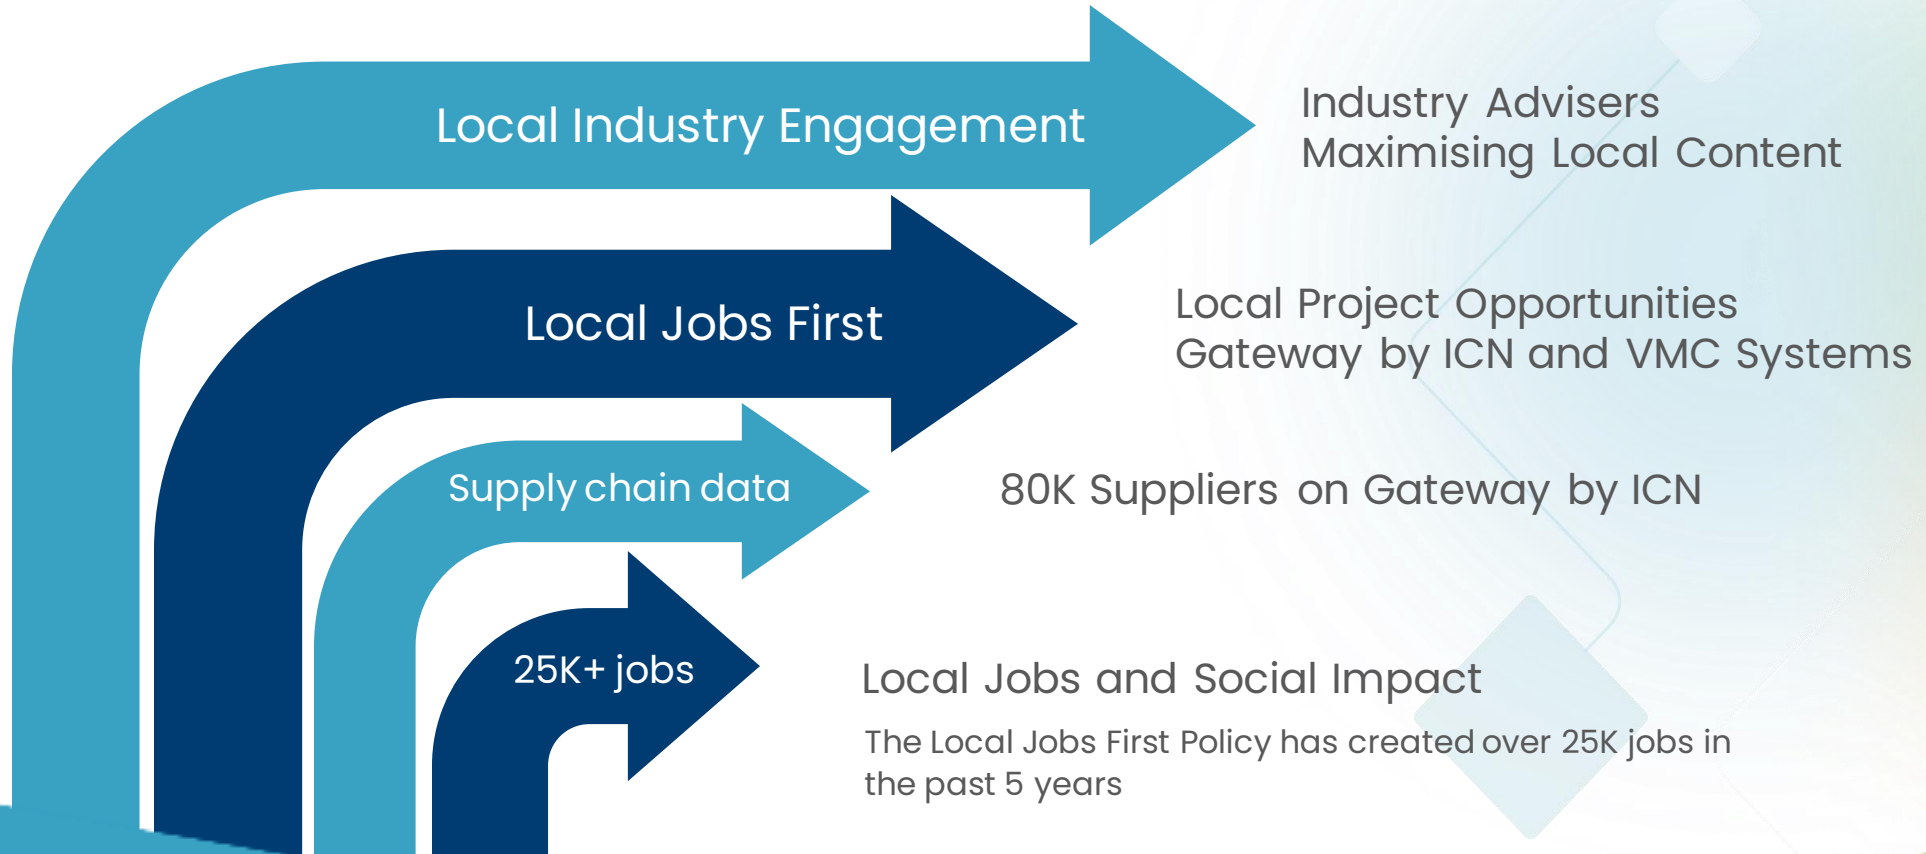 Local Industry Engagement
Industry Advisers
Maximising Local Content
Local Jobs First
Local Project Opportunities
Gateway by ICN and VMC Systems
Supply chain data
80K Suppliers on Gateway by ICN
25K+ jobs
Local Jobs and Social Impact
The Local Jobs First Policy has created over 25K jobs in
the past 5 years